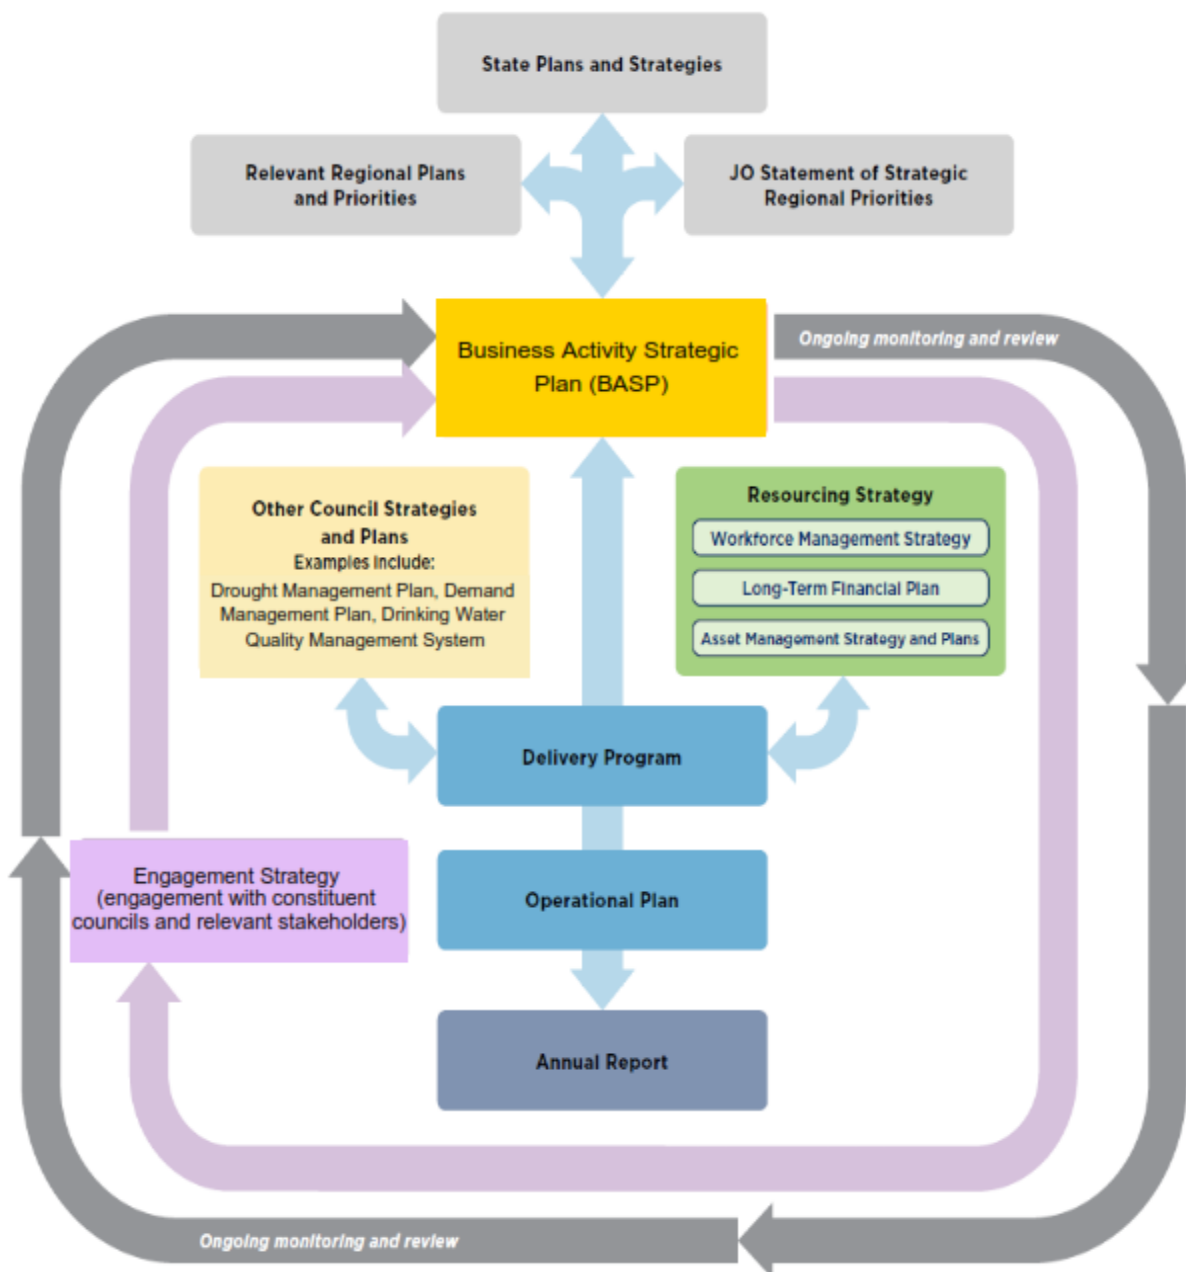 State Plans and Strategies
Relevant Regional Plans
and Priorities
JO Statement of Strategic
Regional Priorities
Business Activity Strategic
Plan (BASP)
Ongoing monitoring and review
Other Council Strategies
and Plans
Examples include:
Drought Management Plan, Demand
Management Plan, Drinking Water
Quality Management System
Resourcing Strategy
Workforce Management Strategy
Long-Term Financial Plan
Asset Management Strategy and Plans
Delivery Program
Engagement Strategy
(engagement with constituent
councils and relevant stakeholders)
Operational Plan
Annual Report
Ongoing monitoring and review